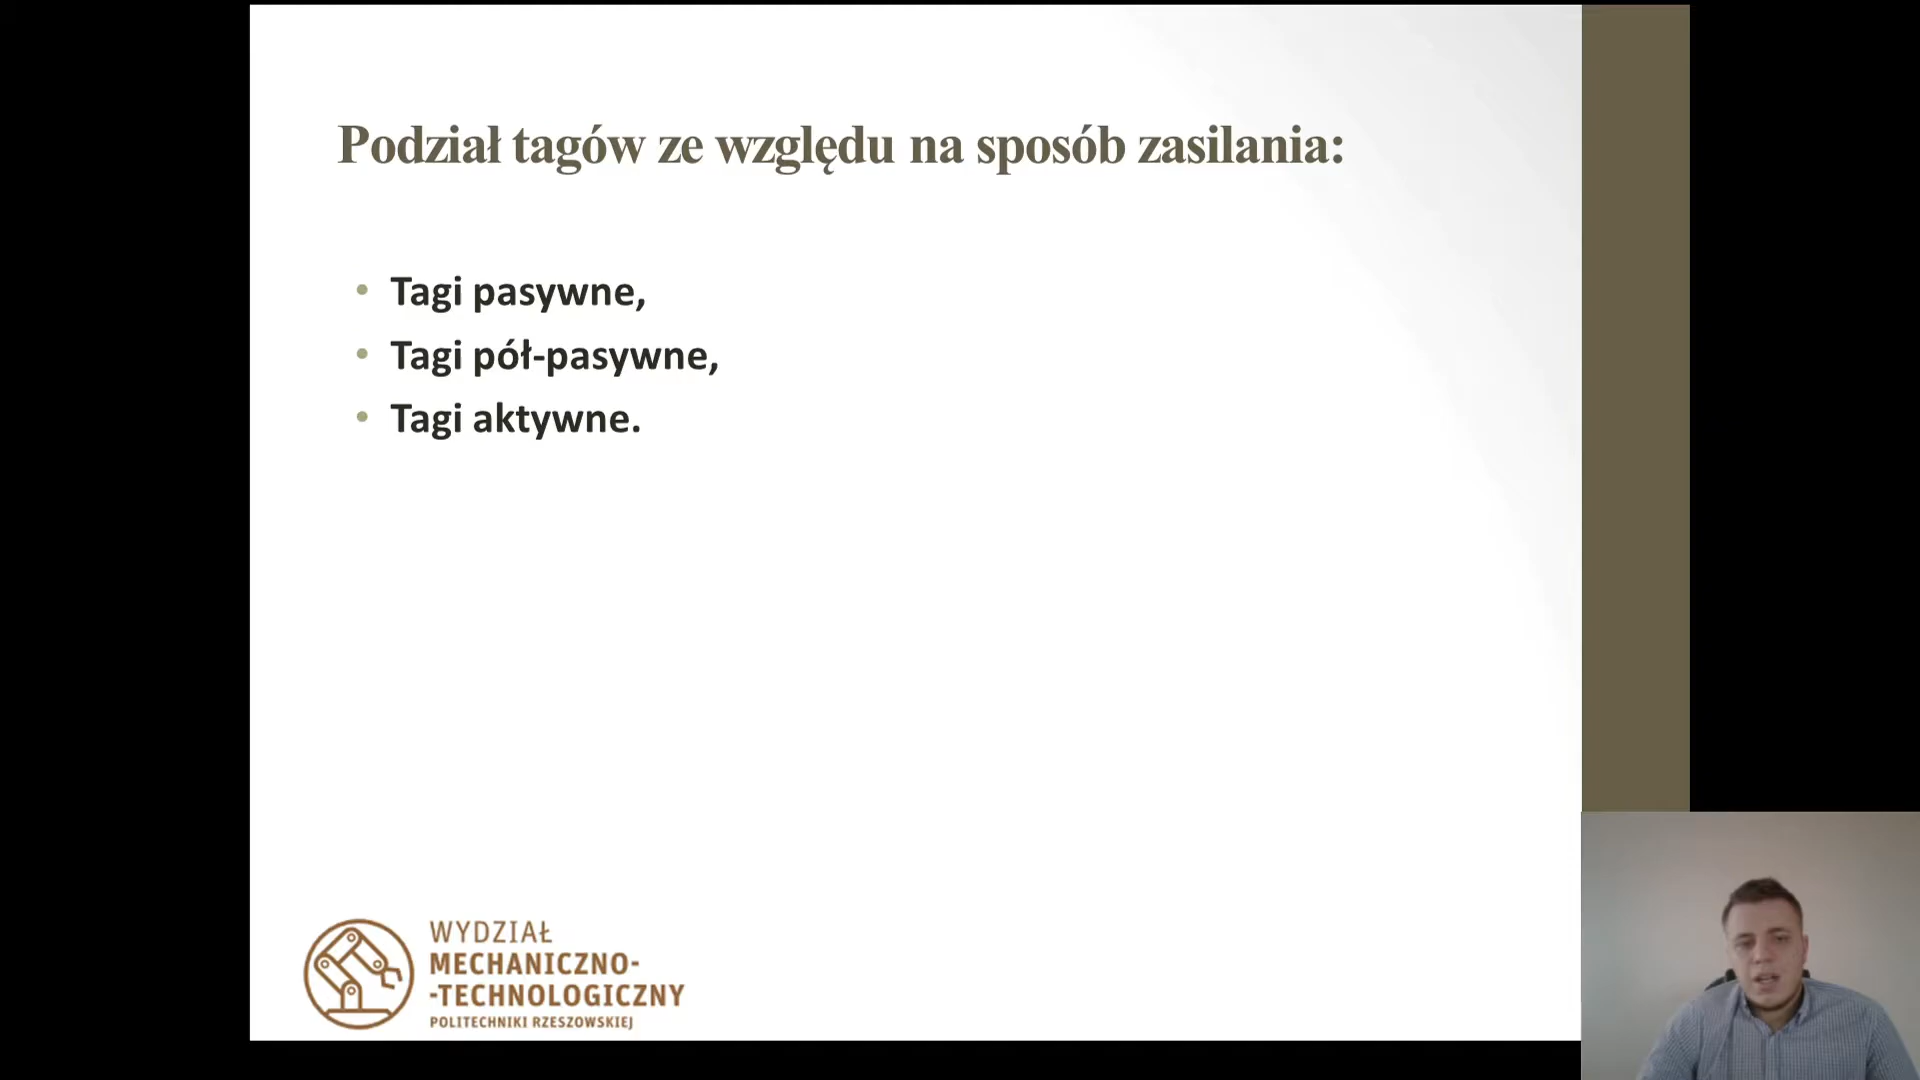 Podział tagów ze względu na sposób zasilania:
• Tagi pasywne,
• Tagi pół-pasywne,
• Tagi aktywne.
WYDZIAŁ
MECHANICZNO-
-TECHNOLOGICZNY
POLITECHNIKI RZESZOWSKIEJ